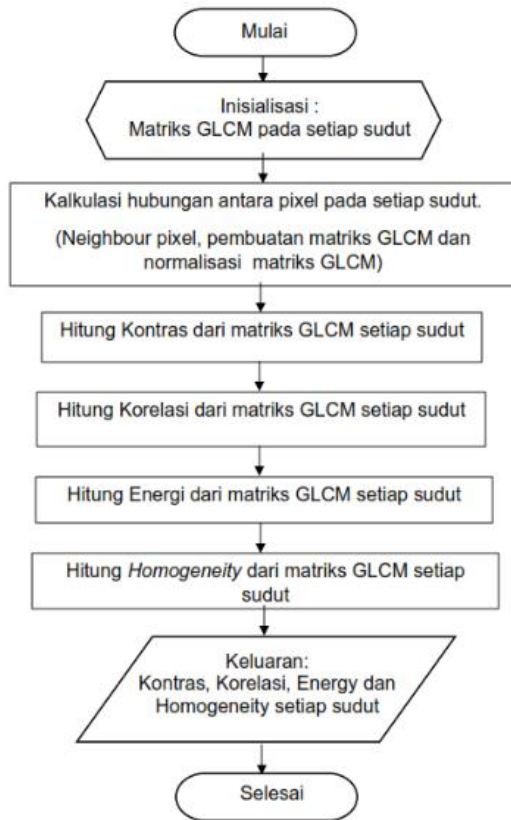 Mulai
Inisialisasi :
Matriks GLCM pada setiap sudut
Kalkulasi hubungan antara pixel pada setiap sudut.
(Neighbour pixel, pembuatan matriks GLCM dan
normalisasi matriks GLCM)
Hitung Kontras dari matriks GLCM setiap sudut
Hitung Korelasi dari matriks GLCM setiap sudut
Hitung Energi dari matriks GLCM setiap sudut
Hitung Homogeneity dari matriks GLCM setiap
sudut
Keluaran:
Kontras, Korelasi, Energy dan
Homogeneity setiap sudut
Selesai